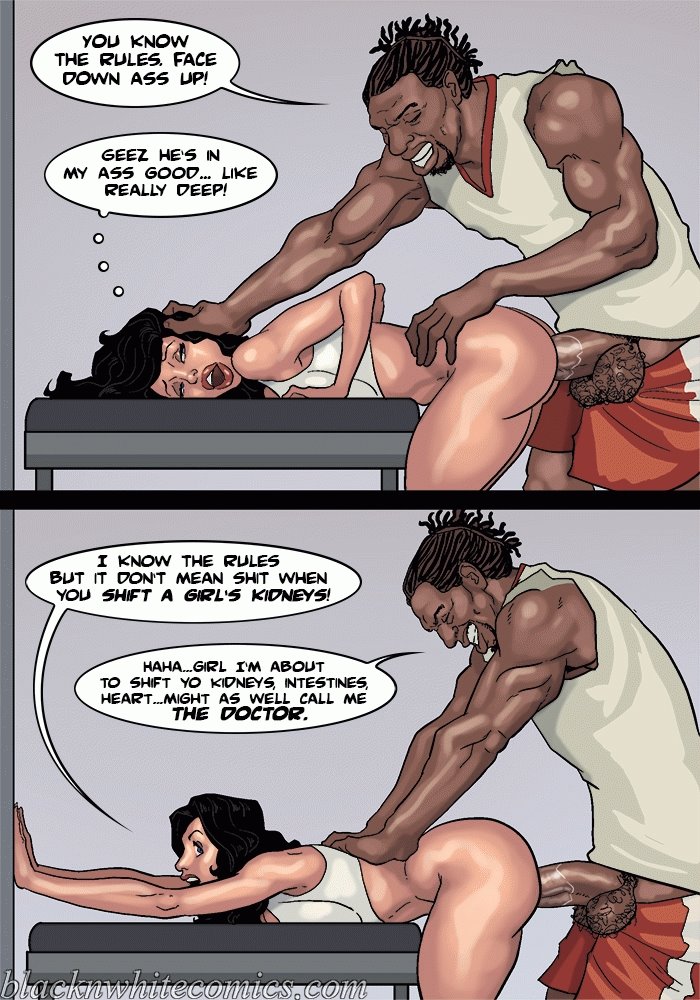 YOU KNOW
THE RULES. FACE
DOWN ASS UP!
GEEZ HE'S IN
MY ASS GOOD... LIKE
REALLY DEEP!
I KNOW THE RULES
BUT IT DON'T MEAN SHIT WHEN
YOU SHIFT A GIRL'S KIDNEYS!
HAHA...GIRL I'M ABOUT
TO SHIFT YO KIDNEYS, INTESTINES,
HEART...MIGHT AS WELL CALL ME
THE DOCTOR.
blacknwhitecomics.com